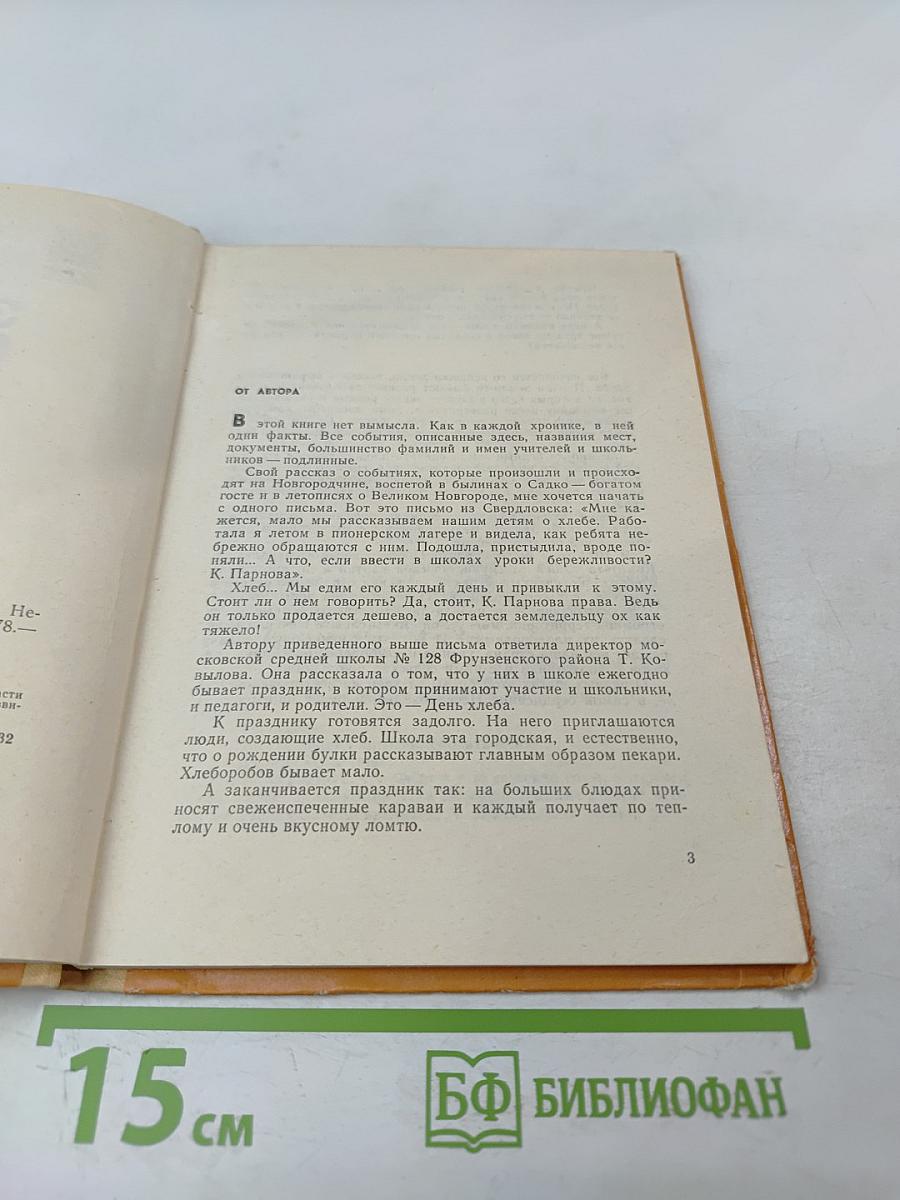 Не-
78.—
асти
зви-
32
ОТ АВТОРА
В этой книге нет вымысла. Как в каждой хронике, в ней
одни факты. Все события, описанные здесь, названия мест,
документы, большинство фамилий и имен учителей и школь-
ников — подлинные.
Свой рассказ о событиях, которые произошли и происхо-
дят на Новгородчине, воспетой в былинах о Садко — богатом
госте и в летописях о Великом Новгороде, мне хочется начать
с одного письма. Вот это письмо из Свердловска: «Мне ка-
жется, мало мы рассказываем нашим детям о хлебе. Рабо-
тала я летом в пионерском лагере и видела, как ребята не-
брежно обращаются с ним. Подошла, пристыдила, вроде по-
няли... А что, если ввести в школах уроки бережливости?
К. Парнова».
Хлеб... Мы едим его каждый день и привыкли к этому.
Стоит ли о нем говорить? Да, стоит, К. Парнова права. Ведь
он только продается дешево, а достается земледельцу ох как
тяжело!
Автору приведенного выше письма ответила директор мо-
сковской средней школы № 128 Фрунзенского района Т. Ко-
вылова. Она рассказала о том, что у них в школе ежегодно
бывает праздник, в котором принимают участие и школьники,
и педагоги, и родители. Это — День хлеба.
К празднику готовятся задолго. На него приглашаются
люди, создающие хлеб. Школа эта городская, и естественно,
что о рождении булки рассказывают главным образом пекари.
Хлеборобов бывает мало.
А заканчивается праздник так: на больших блюдах при-
носят свежеиспеченные караваи и каждый получает по теп-
лому и очень вкусному ломтю.
3
15 см
БФ БИБЛИОФАН